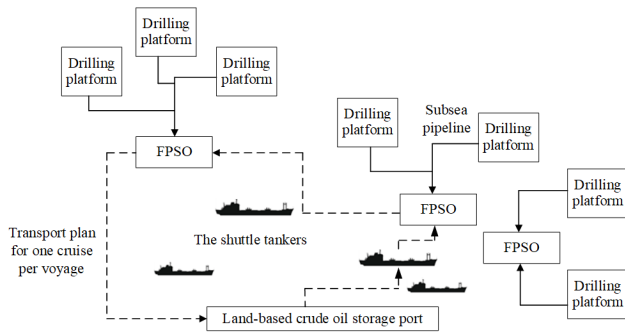 Drilling
platform
Drilling
platform
Drilling
platform
FPSO
Drilling
platform
Subsea
pipeline
Drilling
platform
FPSO
Drilling
platform
FPSO
Drilling
platform
Transport plan
for one cruise
per voyage
The shuttle tankers
Land-based crude oil storage port